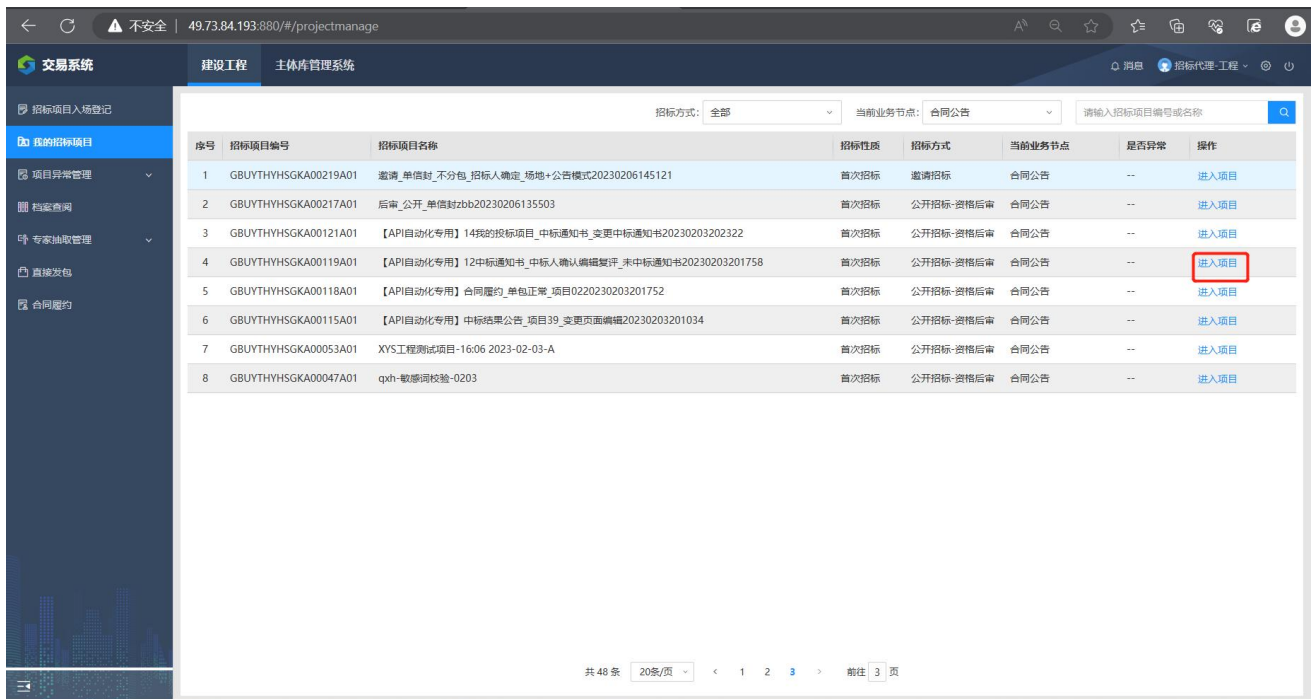 不安全 | 49.73.84.193:880/#/projectmanage
交易系统 建设工程 主体库管理系统 消息 招标代理-工程
招标项目入场登记
我的招标项目
项目异常管理
档案查阅
专家抽取管理
直接发包
合同履约
招标方式: 全部 当前业务节点: 合同公告 请输入招标项目编号或名称
序号 招标项目编号 招标项目名称 招标性质 招标方式 当前业务节点 是否异常 操作
1 GBUYTHYHSGKA00219A01 邀请_单信封_不分包_招标人确定_场地+公告模式20230206145121 首次招标 邀请招标 合同公告 -- 进入项目
2 GBUYTHYHSGKA00217A01 后审_公开_单信封zbb20230206135503 首次招标 公开招标-资格后审 合同公告 -- 进入项目
3 GBUYTHYHSGKA00121A01 【API自动化专用】14我的投标项目_中标通知书_变更中标通知书20230203202322 首次招标 公开招标-资格后审 合同公告 -- 进入项目
4 GBUYTHYHSGKA00119A01 【API自动化专用】12中标通知书_中标人确认编辑复评_未中标通知书20230203201758 首次招标 公开招标-资格后审 合同公告 -- 进入项目
5 GBUYTHYHSGKA00118A01 【API自动化专用】合同履约_单包正常_项目0220230203201752 首次招标 公开招标-资格后审 合同公告 -- 进入项目
6 GBUYTHYHSGKA00115A01 【API自动化专用】中标结果公告_项目39_变更页面编辑20230203201034 首次招标 公开招标-资格后审 合同公告 -- 进入项目
7 GBUYTHYHSGKA00053A01 XYS工程测试项目-16:06 2023-02-03-A 首次招标 公开招标-资格后审 合同公告 -- 进入项目
8 GBUYTHYHSGKA00047A01 qxh-敏感词校验-0203 首次招标 公开招标-资格后审 合同公告 -- 进入项目
共 48 条 20条/页 < 1 2 3 > 前往 3 页